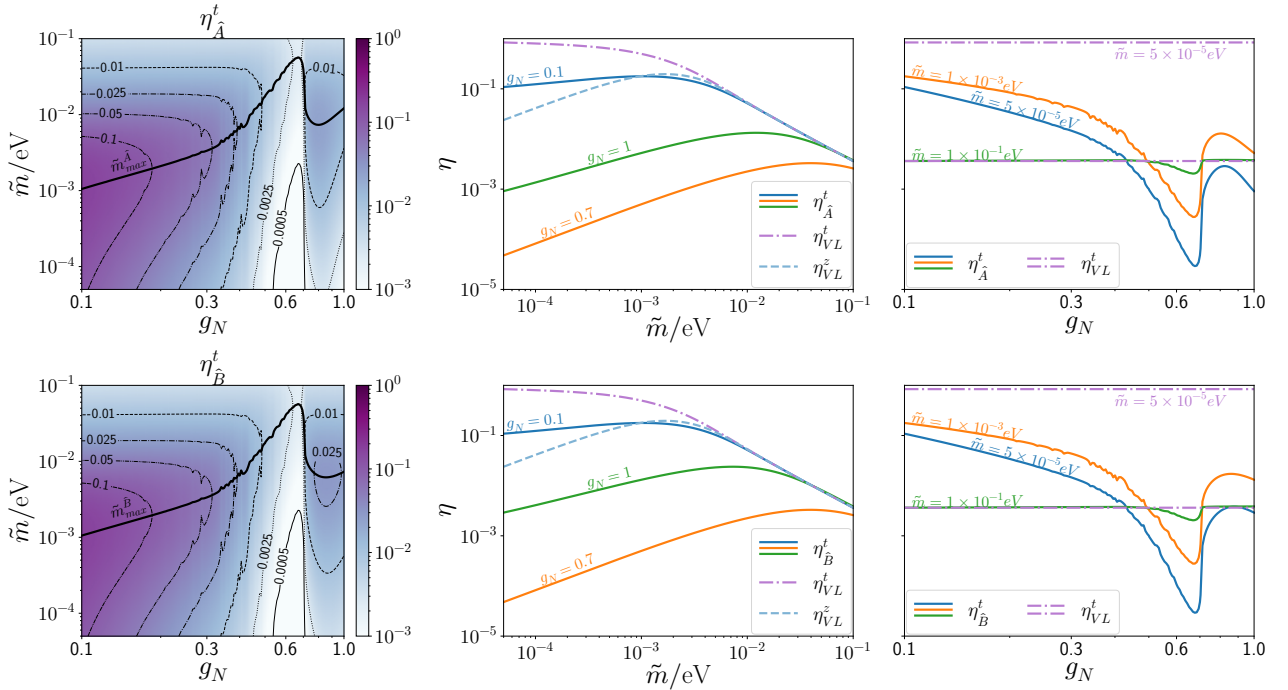 η^t_Â
10^-1
10^-2
10^-3
10^-4
m̃/eV
0.01
0.01
0.025
0.05
0.1
m̃^Â_max
0.0025
0.0005
0.1
0.3
0.6
1.0
g_N
10^0
10^-1
10^-2
10^-3
η
10^-1
10^-3
10^-5
g_N = 0.1
g_N = 1
g_N = 0.7
η^t_Â
η^t_VL
η^z_VL
10^-4
10^-3
10^-2
10^-1
m̃/eV
m̃ = 5 × 10^-5 eV
m̃ = 1 × 10^-3 eV
m̃ = 5 × 10^-5 eV
m̃ = 1 × 10^-1 eV
η^t_Â
η^t_VL
0.1
0.3
0.6
1.0
g_N
η^t_B̂
10^-1
10^-2
10^-3
10^-4
m̃/eV
0.01
0.01
0.025
0.025
0.05
0.1
m̃^B̂_max
0.0025
0.0005
0.1
0.3
0.6
1.0
g_N
10^0
10^-1
10^-2
10^-3
η
10^-1
10^-3
10^-5
g_N = 0.1
g_N = 1
g_N = 0.7
η^t_B̂
η^t_VL
η^z_VL
10^-4
10^-3
10^-2
10^-1
m̃/eV
m̃ = 5 × 10^-5 eV
m̃ = 1 × 10^-3 eV
m̃ = 5 × 10^-5 eV
m̃ = 1 × 10^-1 eV
η^t_B̂
η^t_VL
0.1
0.3
0.6
1.0
g_N